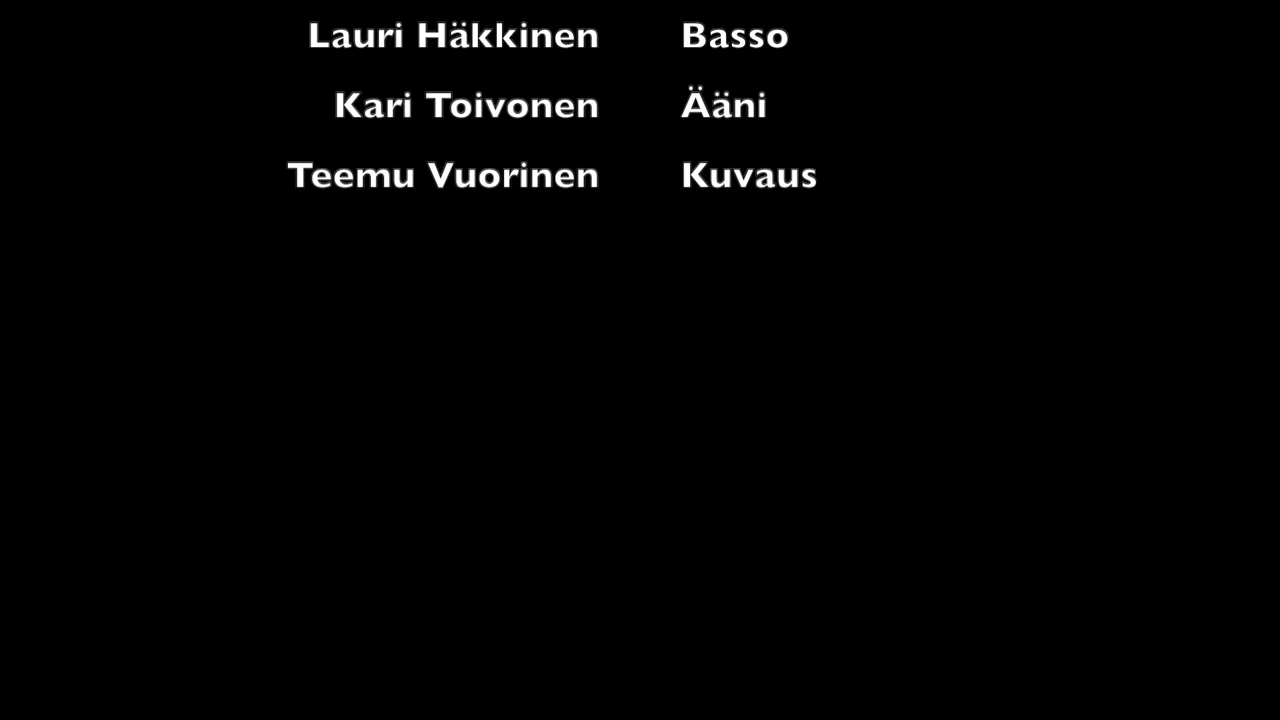 Lauri Häkkinen Basso
Kari Toivonen Ääni
Teemu Vuorinen Kuvaus